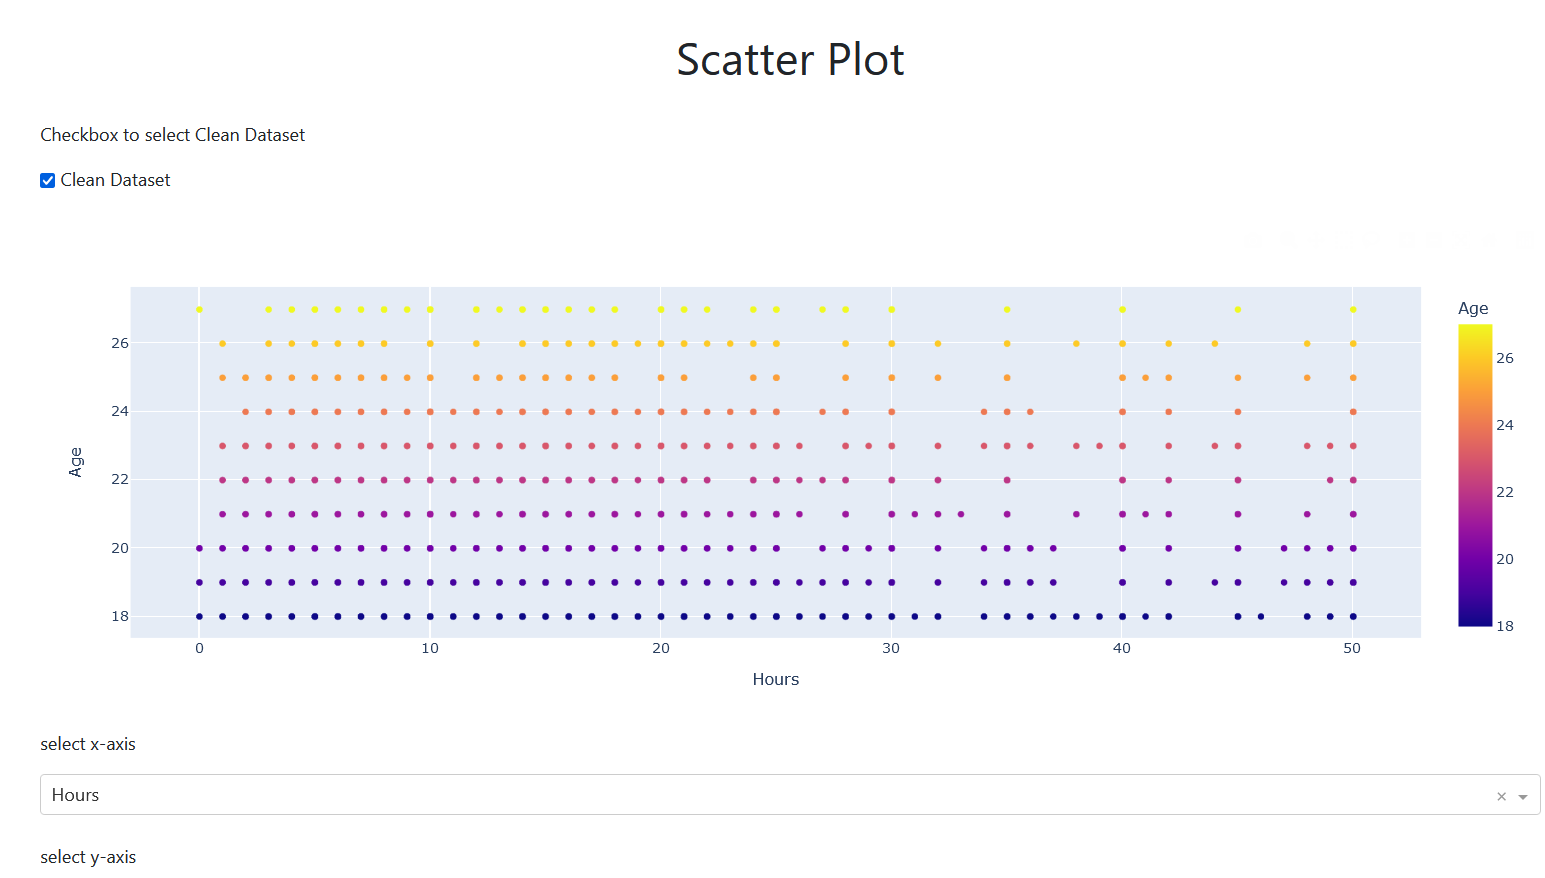 Scatter Plot
Checkbox to select Clean Dataset
Clean Dataset
Age
26
24
22
20
18
Age
26
24
22
20
18
0 10 20 30 40 50
Hours
select x-axis
Hours
select y-axis